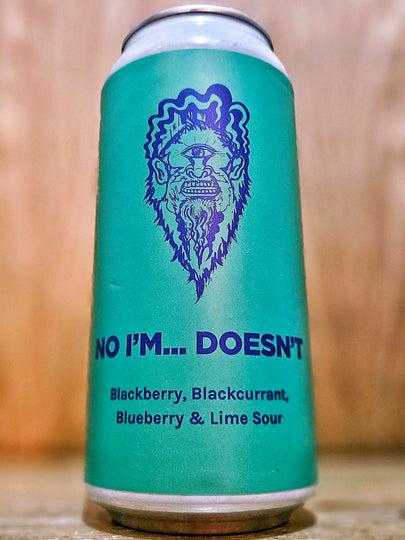 NO I'M... DOESN'T
Blackberry, Blackcurrant,
Blueberry & Lime Sour